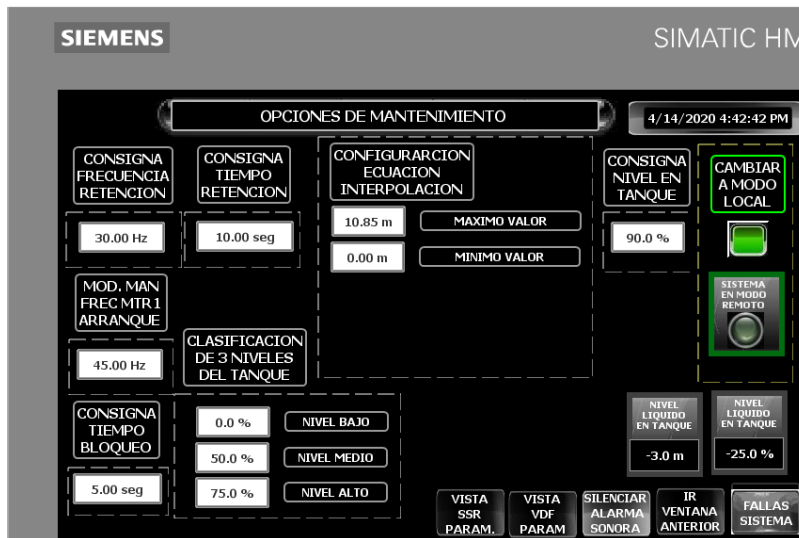 SIEMENS
SIMATIC HM
OPCIONES DE MANTENIMIENTO
4/14/2020 4:42:42 PM
CONSIGNA
FRECUENCIA
RETENCION
30.00 Hz
CONSIGNA
TIEMPO
RETENCION
10.00 seg
CONFIGURARCION
ECUACION
INTERPOLACION
10.85 m
MAXIMO VALOR
0.00 m
MINIMO VALOR
CONSIGNA
NIVEL EN
TANQUE
90.0 %
CAMBIAR
A MODO
LOCAL
SISTEMA
EN MODO
REMOTO
MOD. MAN
FREC MTR1
ARRANQUE
45.00 Hz
CLASIFICACION
DE 3 NIVELES
DEL TANQUE
0.0 %
NIVEL BAJO
50.0 %
NIVEL MEDIO
75.0 %
NIVEL ALTO
CONSIGNA
TIEMPO
BLOQUEO
5.00 seg
NIVEL
LIQUIDO
EN TANQUE
-3.0 m
NIVEL
LIQUIDO
EN TANQUE
-25.0 %
VISTA
SSR
PARAM.
VISTA
VDF
PARAM
SILENCIAR
ALARMA
SONORA
IR
VENTANA
ANTERIOR
FALLAS
SISTEMA